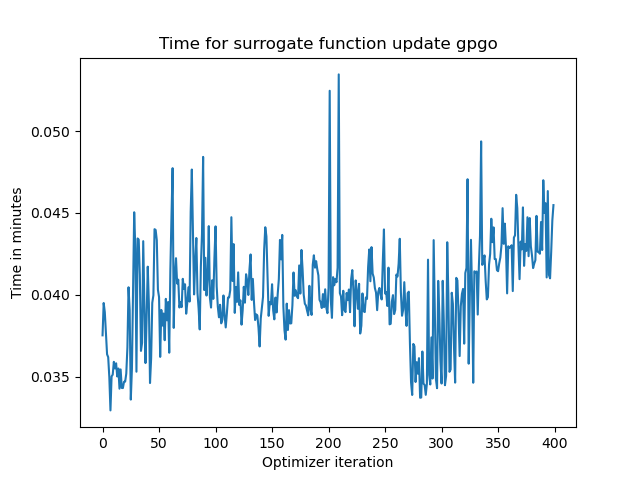 Time for surrogate function update gpgo
0.050
0.045
0.040
0.035
Time in minutes
0 50 100 150 200 250 300 350 400
Optimizer iteration